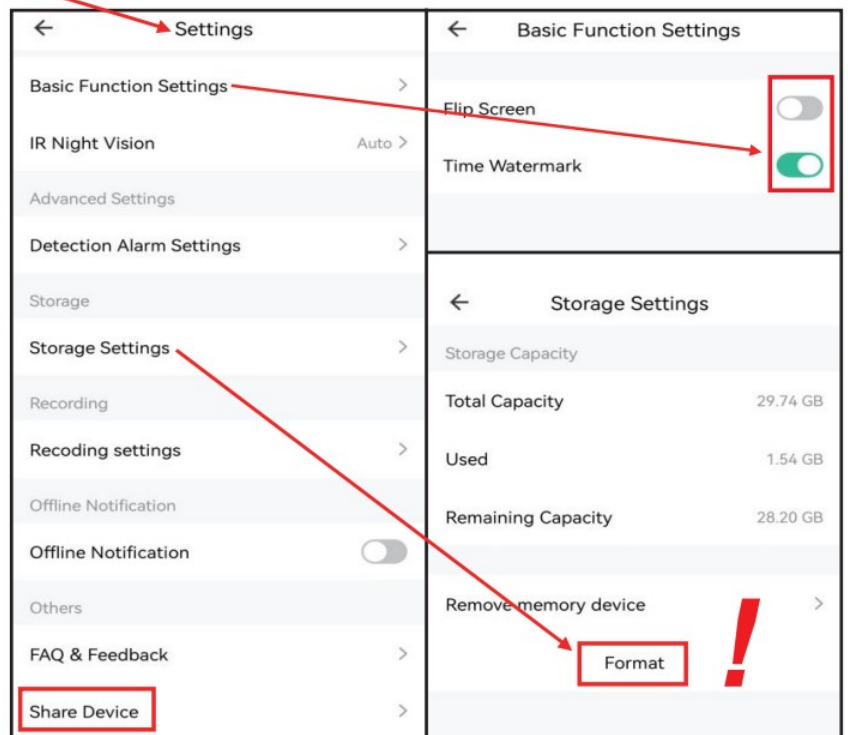 Settings
Basic Function Settings
IR Night Vision Auto
Advanced Settings
Detection Alarm Settings
Storage
Storage Settings
Recording
Recoding settings
Offline Notification
Offline Notification
Others
FAQ & Feedback
Share Device
Basic Function Settings
Flip Screen
Time Watermark
Storage Settings
Storage Capacity
Total Capacity 29.74 GB
Used 1.54 GB
Remaining Capacity 28.20 GB
Remove memory device
Format !